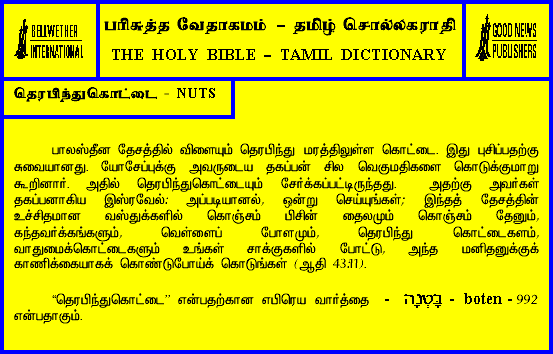 BELLWETHER
INTERNATIONAL
பரிசுத்த வேதாகமம் – தமிழ் சொல்லகராதி
THE HOLY BIBLE – TAMIL DICTIONARY
GOOD NEWS
PUBLISHERS
தெரபிந்துகொட்டை - NUTS
பாலஸ்தீன தேசத்தில் விளையும் தெரபிந்து மரத்திலுள்ள கொட்டை. இது புசிப்பதற்கு
சுவையானது. யோசேப்புக்கு அவருடைய தகப்பன் சில வெகுமதிகளை கொடுக்குமாறு
கூறினார். அதில் தெரபிந்துகொட்டையும் சேர்க்கப்பட்டிருந்தது. அதற்கு அவர்கள்
தகப்பனாகிய இஸ்ரவேல்: அப்படியானல், ஒன்று செய்யுங்கள்; இந்தத் தேசத்தின்
உச்சிதமான வஸ்துக்களில் கொஞ்சம் பிசின் தைலமும் கொஞ்சம் தேனும்,
கந்தவர்க்கங்களும், வெள்ளைப் போளமும், தெரபிந்து கொட்டைகளம்,
வாதுமைக்கொட்டைகளும் உங்கள் சாக்குகளில் போட்டு, அந்த மனிதனுக்குக்
காணிக்கையாகக் கொண்டுபோய்க் கொடுங்கள் (ஆதி 43:11).
“தெரபிந்துகொட்டை” என்பதற்கான எபிரெய வார்த்தை - בָּטְנָה - boten - 992
என்பதாகும்.